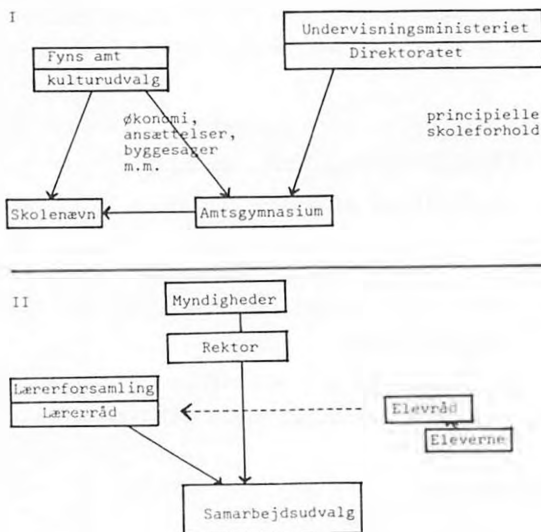 I
Undervisningsministeriet
Direktoratet
Fyns amt
kulturudvalg
økonomi,
ansættelser,
byggesager
m.m.
principielle
skoleforhold
Skolenævn
Amtsgymnasium
II
Myndigheder
Rektor
Lærerforsamling
Lærerråd
Elevråd
Eleverne
Samarbejdsudvalg